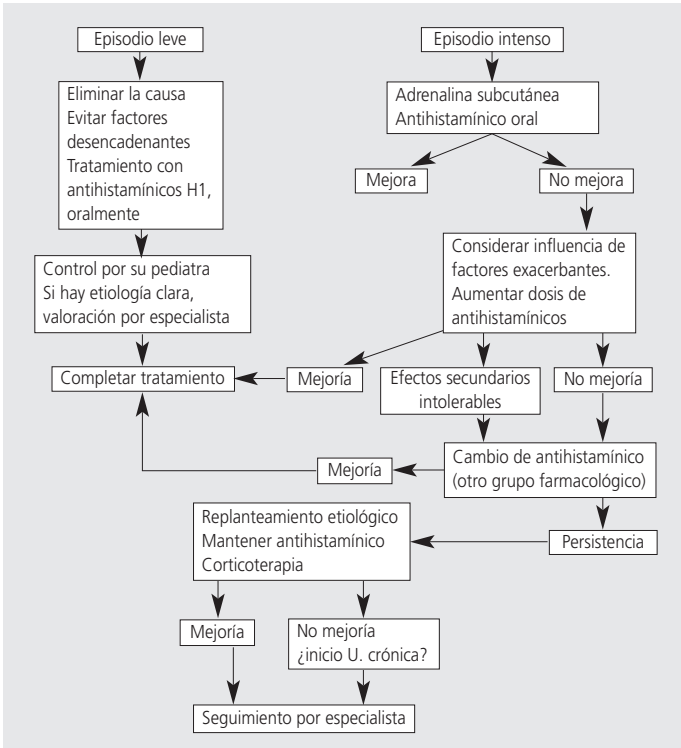 Episodio leve
Episodio intenso
Eliminar la causa
Evitar factores
desencadenantes
Tratamiento con
antihistamínicos H1,
oralmente
Adrenalina subcutánea
Antihistamínico oral
Mejora
No mejora
Control por su pediatra
Si hay etiología clara,
valoración por especialista
Considerar influencia de
factores exacerbantes.
Aumentar dosis de
antihistamínicos
Completar tratamiento
Mejoría
Efectos secundarios
intolerables
No mejoría
Mejoría
Cambio de antihistamínico
(otro grupo farmacológico)
Replanteamiento etiológico
Mantener antihistamínico
Corticoterapia
Persistencia
Mejoría
No mejoría
¿inicio U. crónica?
Seguimiento por especialista